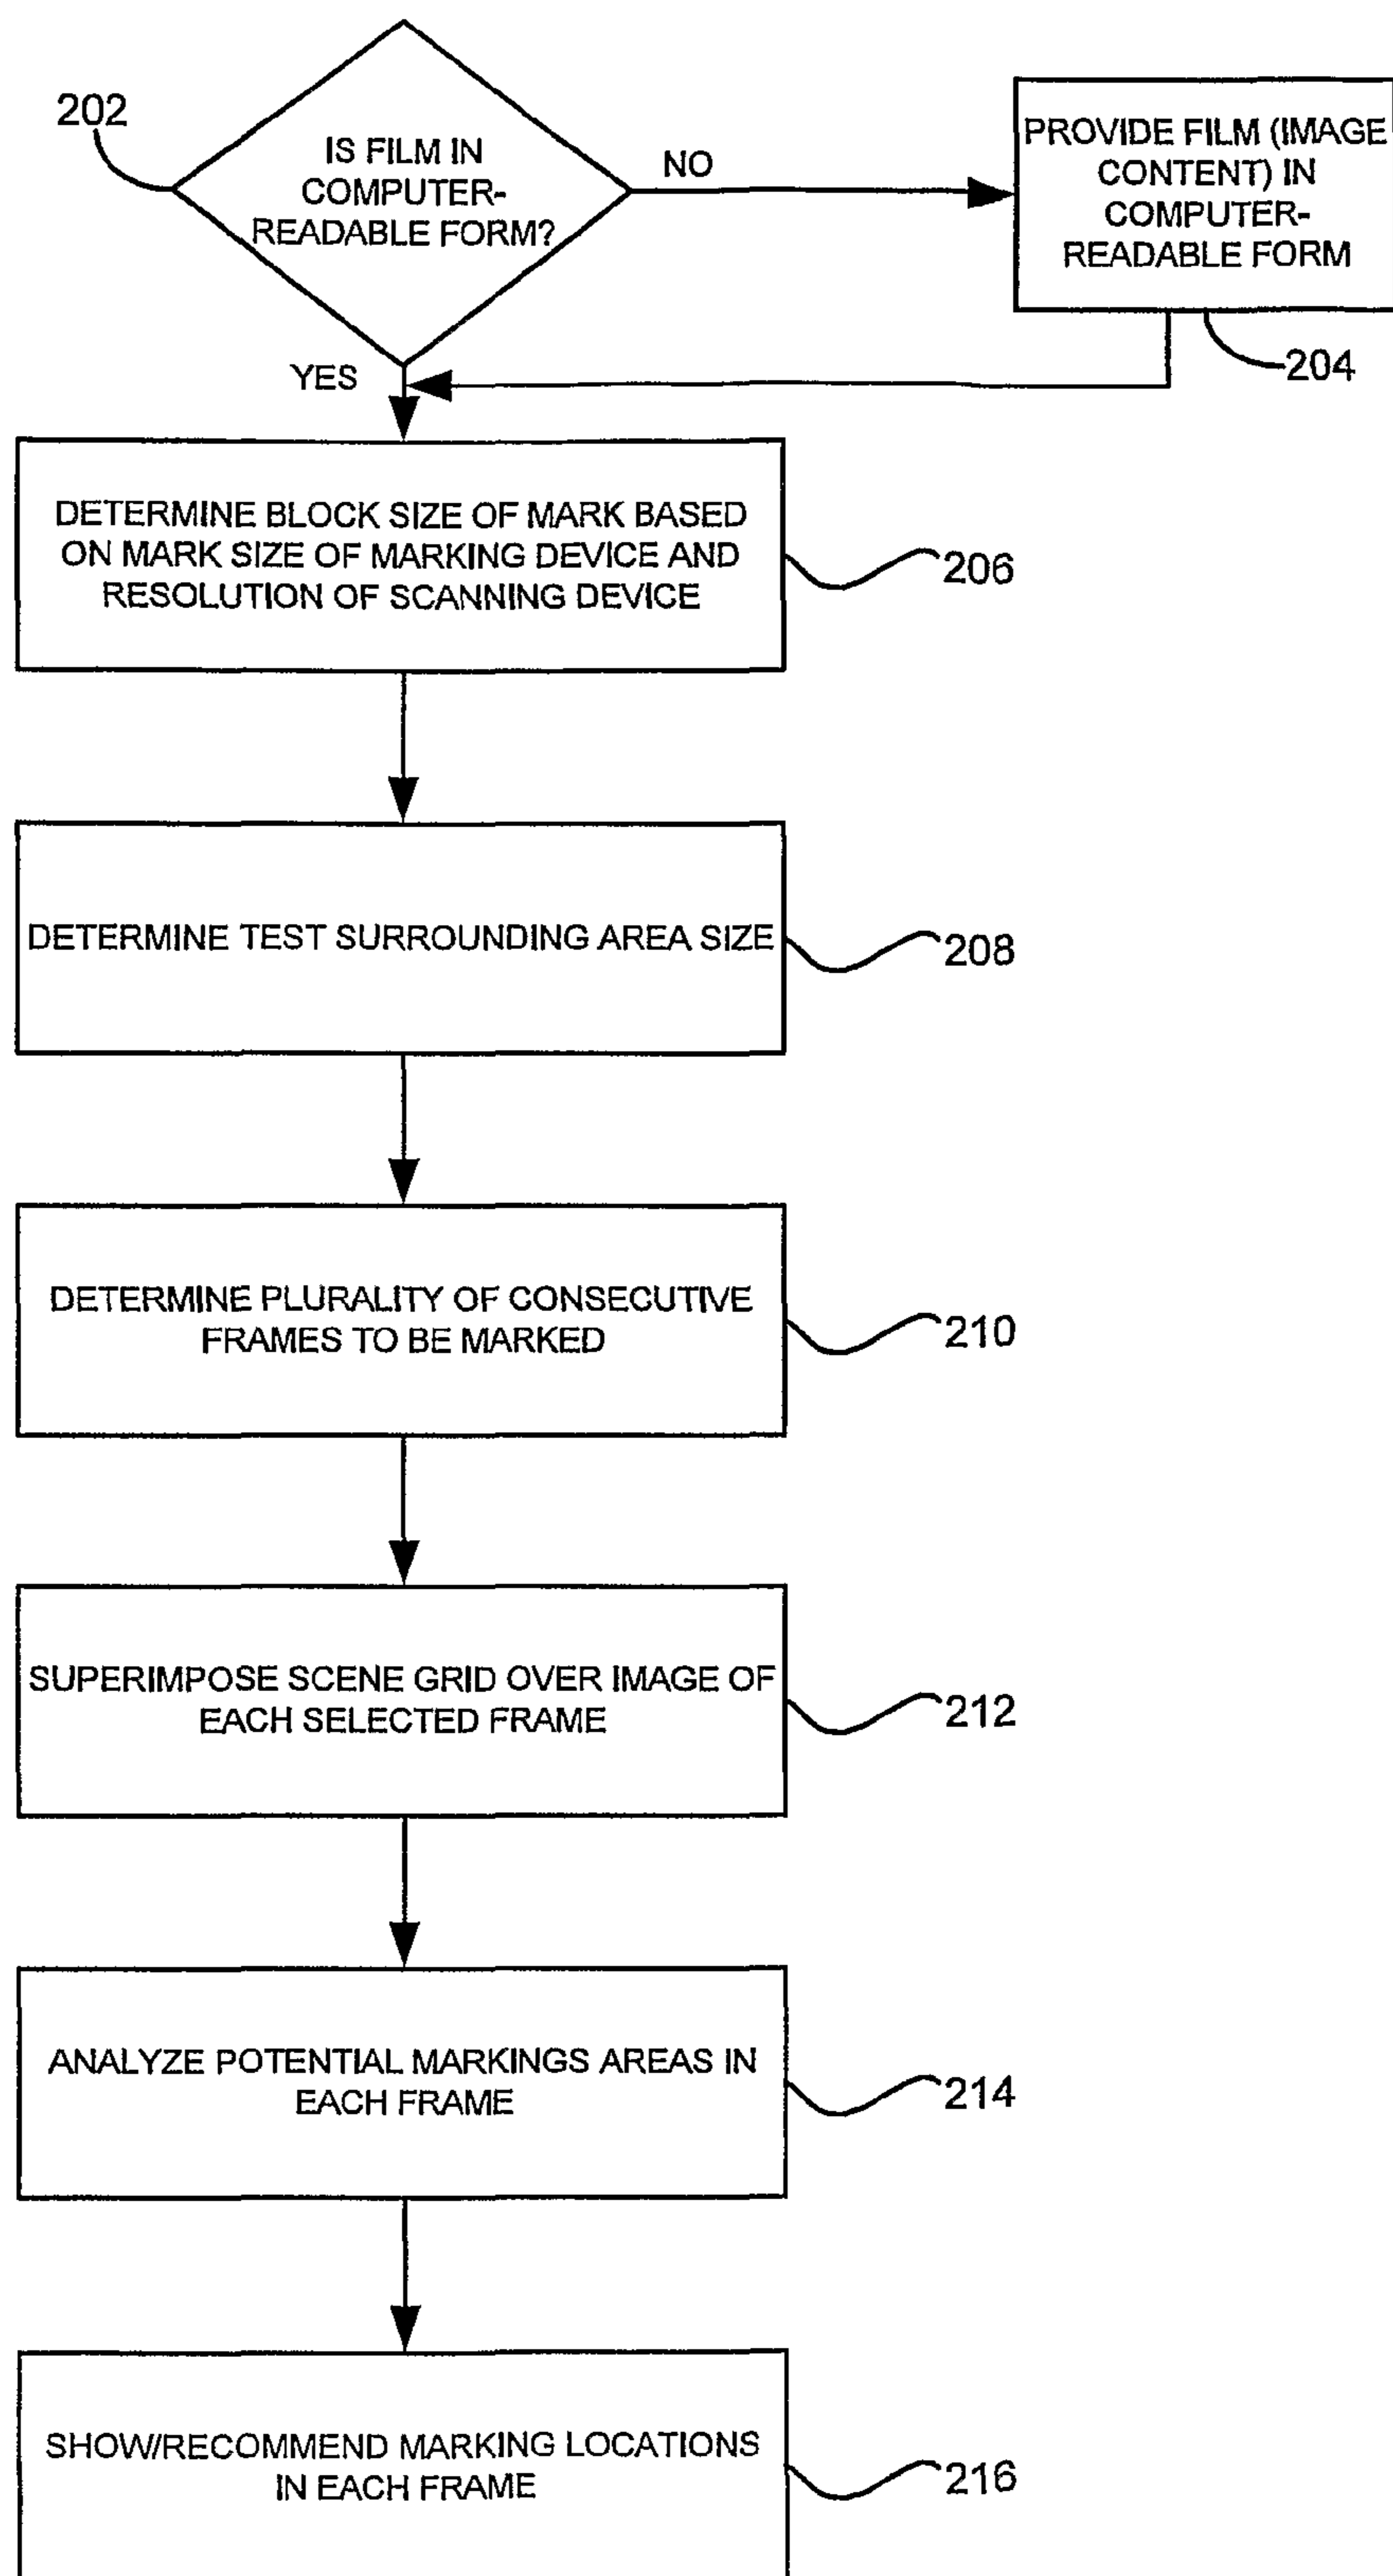 202
IS FILM IN
COMPUTER-
READABLE FORM?
NO
PROVIDE FILM (IMAGE
CONTENT) IN
COMPUTER-
READABLE FORM
204
YES
DETERMINE BLOCK SIZE OF MARK BASED
ON MARK SIZE OF MARKING DEVICE AND
RESOLUTION OF SCANNING DEVICE
206
DETERMINE TEST SURROUNDING AREA SIZE
208
DETERMINE PLURALITY OF CONSECUTIVE
FRAMES TO BE MARKED
210
SUPERIMPOSE SCENE GRID OVER IMAGE OF
EACH SELECTED FRAME
212
ANALYZE POTENTIAL MARKINGS AREAS IN
EACH FRAME
214
SHOW/RECOMMEND MARKING LOCATIONS
IN EACH FRAME
216